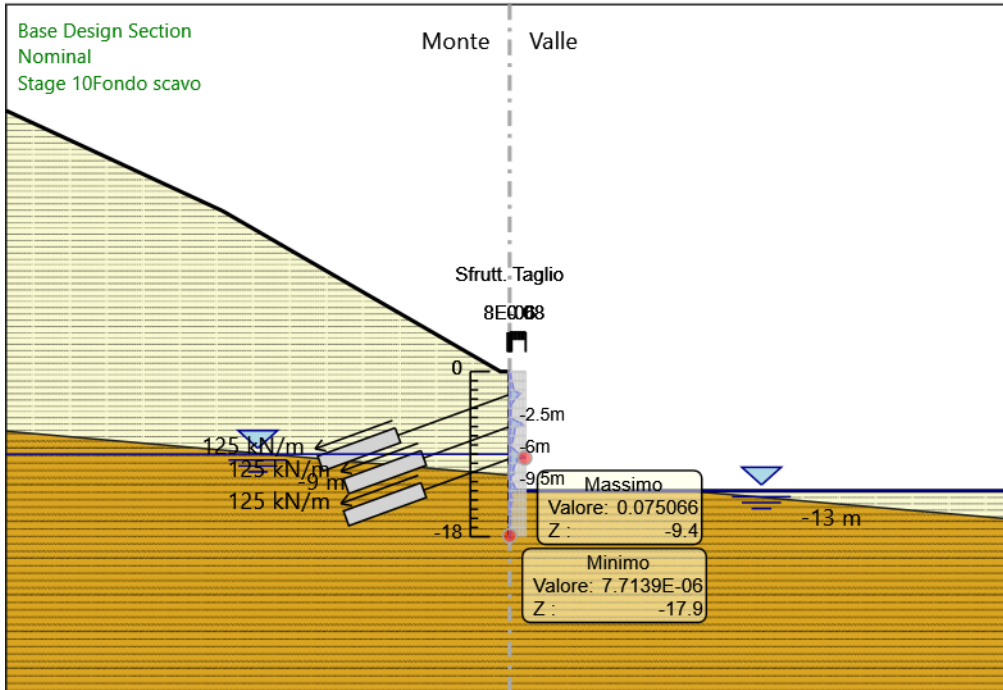 Base Design Section
Nominal
Stage 10Fondo scavo
Monte
Valle
Sfrutt. Taglio
0
-2.5m
-6m
-9.5m
125 kN/m
125 kN/m
-9 m
125 kN/m
-18
Massimo
Valore: 0.075066
Z : -9.4
-13 m
Minimo
Valore: 7.7139E-06
Z : -17.9